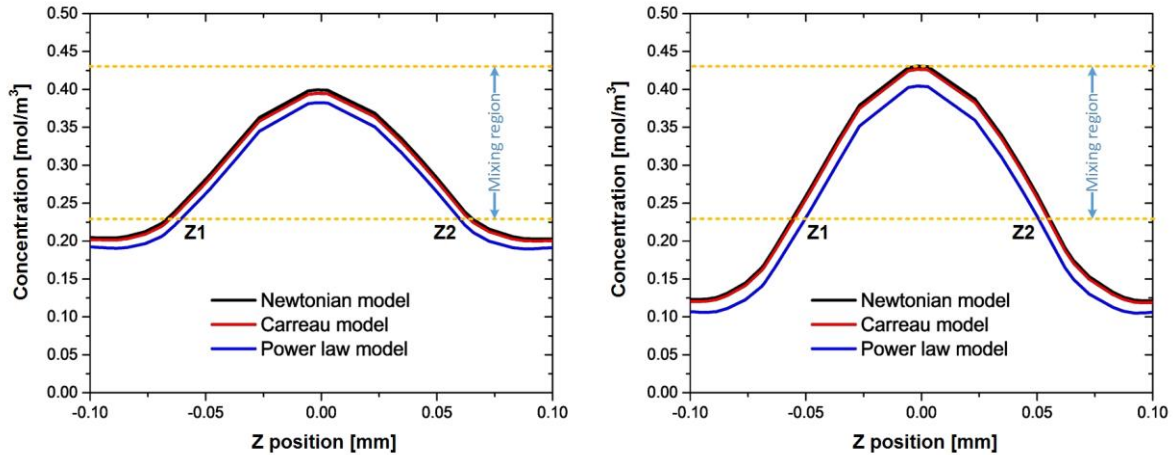 Concentration [mol/m³]
0.50
0.45
0.40
0.35
0.30
0.25
0.20
0.15
0.10
0.05
0.00
Mixing region
Z1
Z2
Newtonian model
Carreau model
Power law model
-0.10
-0.05
0.00
0.05
0.10
Z position [mm]
Concentration [mol/m³]
0.50
0.45
0.40
0.35
0.30
0.25
0.20
0.15
0.10
0.05
0.00
Mixing region
Z1
Z2
Newtonian model
Carreau model
Power law model
-0.10
-0.05
0.00
0.05
0.10
Z position [mm]